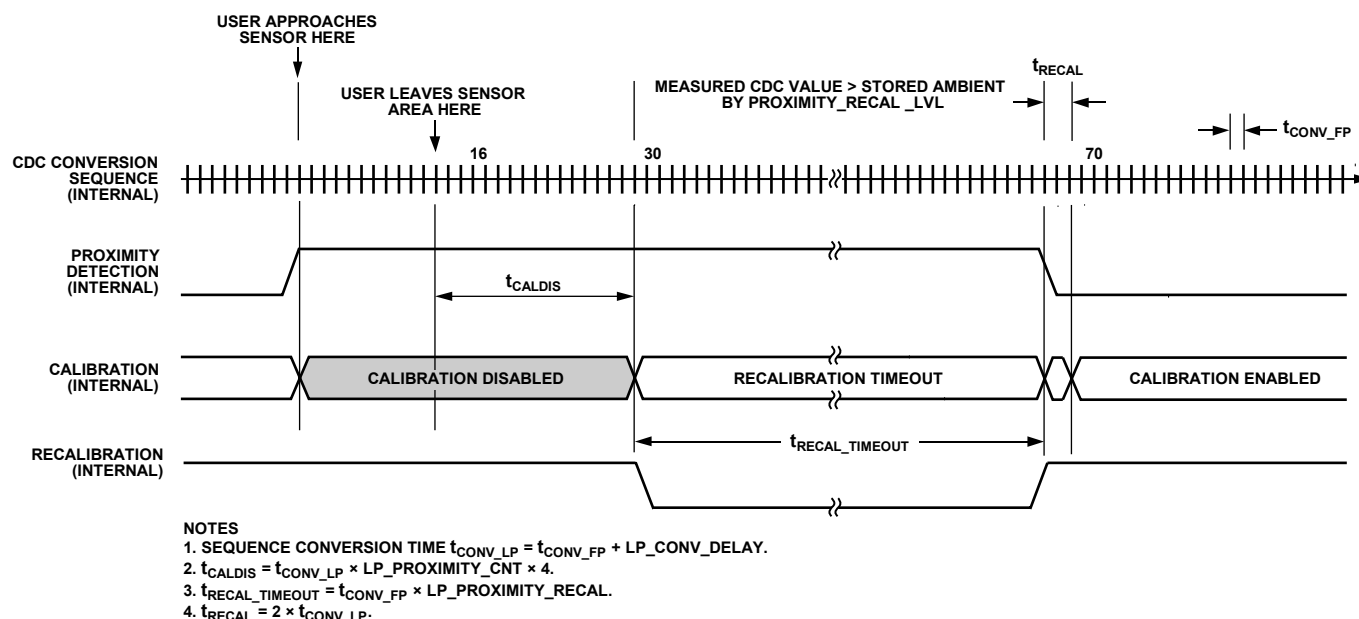 USER APPROACHES
SENSOR HERE
USER LEAVES SENSOR
AREA HERE
MEASURED CDC VALUE > STORED AMBIENT
BY PROXIMITY_RECAL _LVL
tRECAL
tCONV_FP
CDC CONVERSION
SEQUENCE
(INTERNAL)
16
30
70
PROXIMITY
DETECTION
(INTERNAL)
tCALDIS
CALIBRATION
(INTERNAL)
CALIBRATION DISABLED
RECALIBRATION TIMEOUT
CALIBRATION ENABLED
RECALIBRATION
(INTERNAL)
tRECAL_TIMEOUT
NOTES
1. SEQUENCE CONVERSION TIME tCONV_LP = tCONV_FP + LP_CONV_DELAY.
2. tCALDIS = tCONV_LP × LP_PROXIMITY_CNT × 4.
3. tRECAL_TIMEOUT = tCONV_FP × LP_PROXIMITY_RECAL.
4. tRECAL = 2 × tCONV_LP.